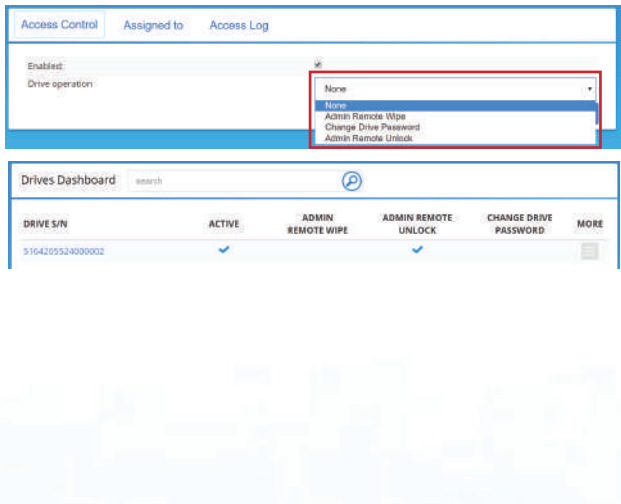 Access Control Assigned to Access Log
Enabled:
Drive operation None
None
Admin Remote Wipe
Change Drive Password
Admin Remote Unlock
Drives Dashboard search
DRIVE S/N ACTIVE ADMIN REMOTE WIPE ADMIN REMOTE UNLOCK CHANGE DRIVE PASSWORD MORE
5164205524000002